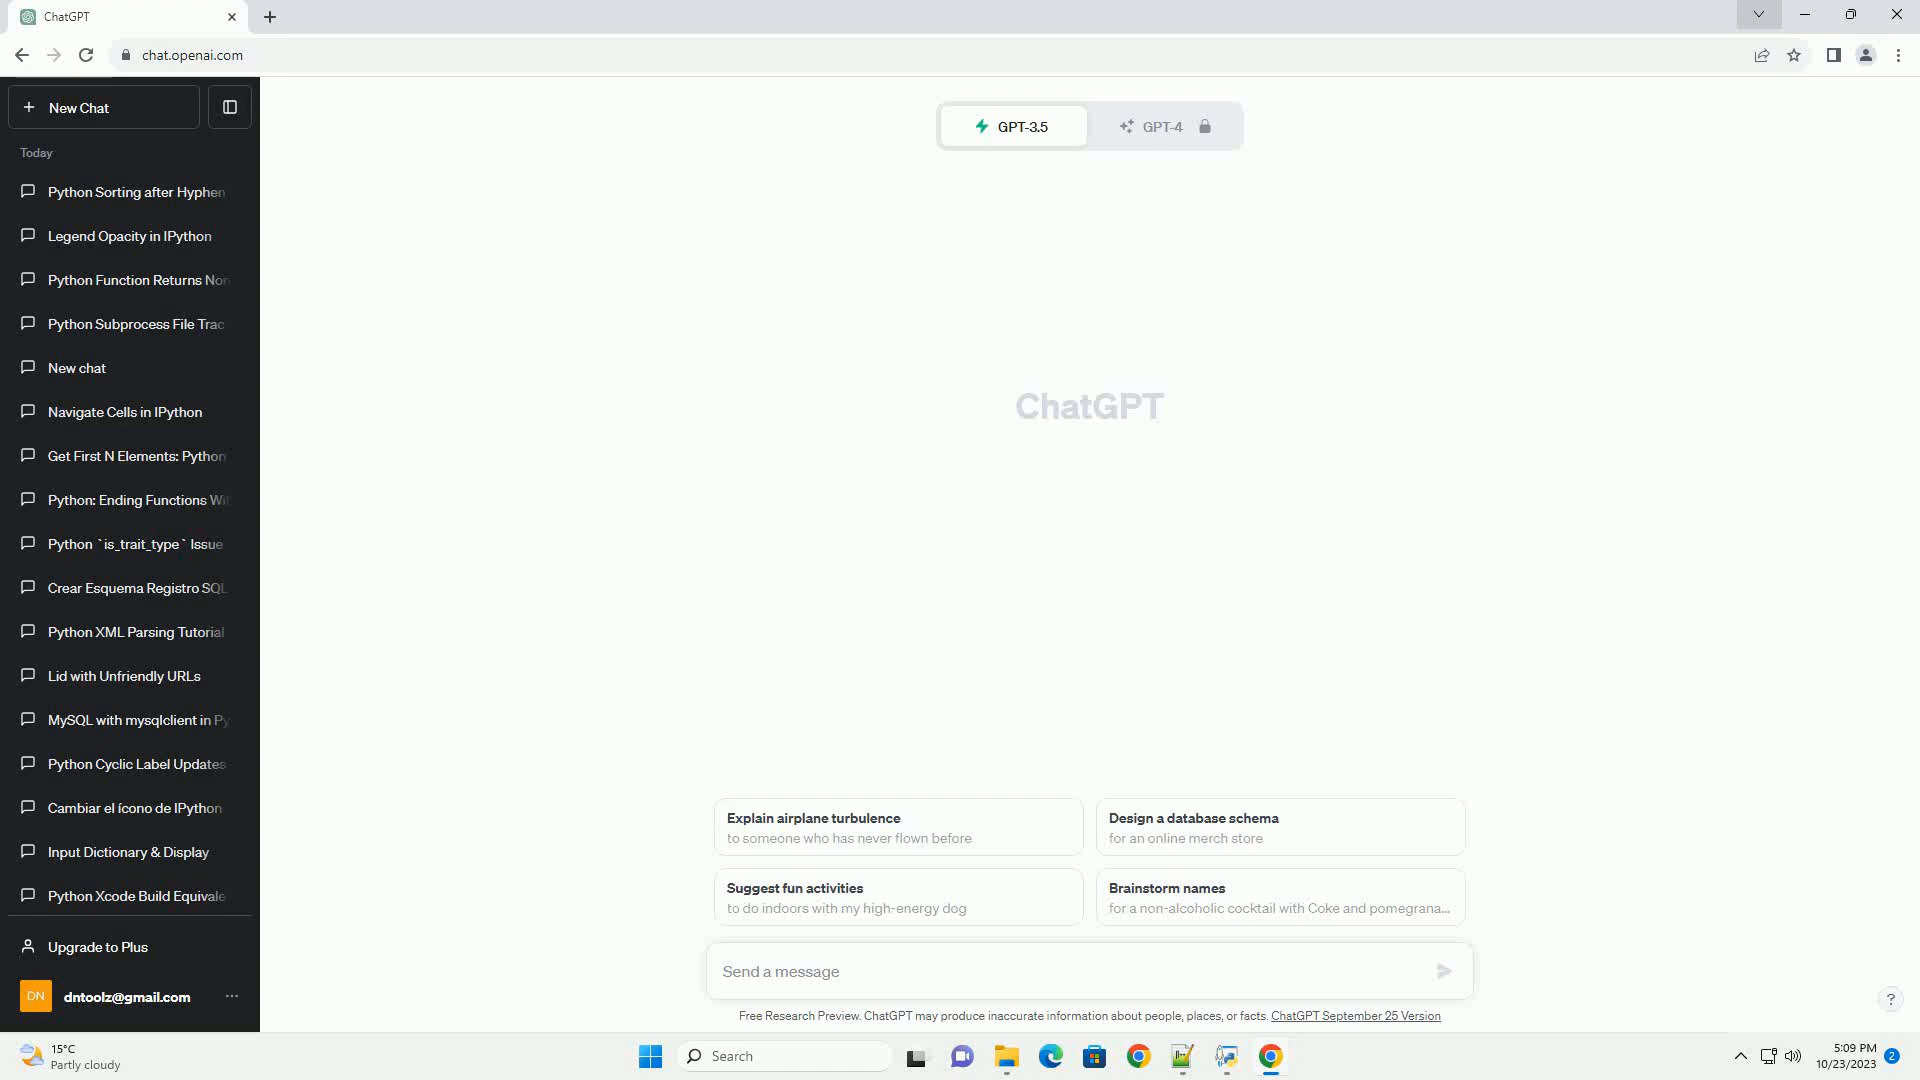 ChatGPT
chat.openai.com
New Chat
Today
Python Sorting after Hyphen
Legend Opacity in IPython
Python Function Returns Non
Python Subprocess File Trac
New chat
Navigate Cells in IPython
Get First N Elements: Python
Python: Ending Functions Wit
Python `is_trait_type` Issue
Crear Esquema Registro SQL
Python XML Parsing Tutorial
Lid with Unfriendly URLs
MySQL with mysqlclient in Py
Python Cyclic Label Updates
Cambiar el ícono de IPython
Input Dictionary & Display
Python Xcode Build Equivale
Upgrade to Plus
DN
dntoolz@gmail.com
GPT-3.5
GPT-4
ChatGPT
Explain airplane turbulence
to someone who has never flown before
Design a database schema
for an online merch store
Suggest fun activities
to do indoors with my high-energy dog
Brainstorm names
for a non-alcoholic cocktail with Coke and pomegrana...
Send a message
Free Research Preview. ChatGPT may produce inaccurate information about people, places, or facts. ChatGPT September 25 Version
?
15°C
Partly cloudy
Search
5:09 PM
10/23/2023
2